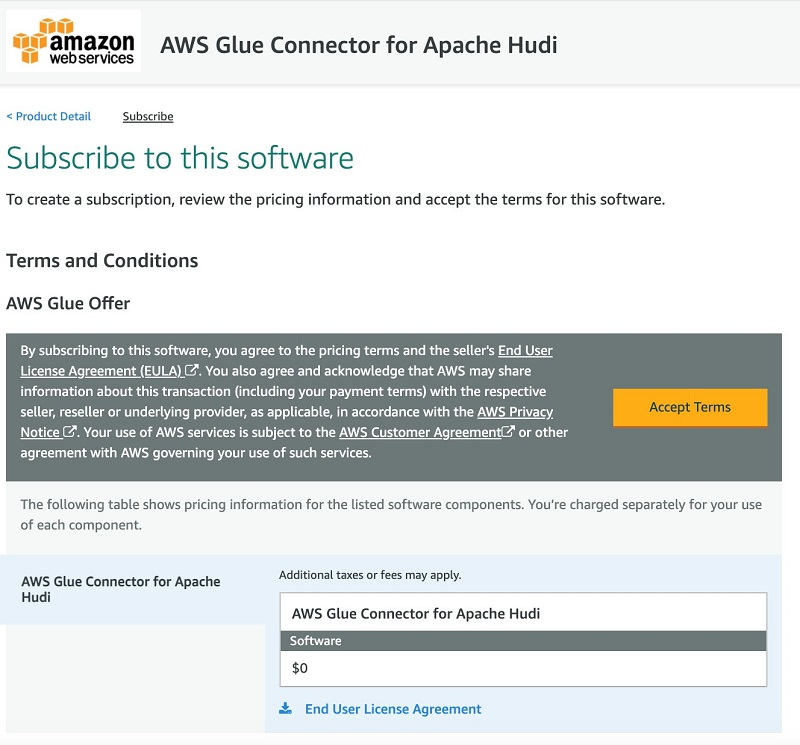 amazon
webservices
AWS Glue Connector for Apache Hudi
< Product Detail
Subscribe
Subscribe to this software
To create a subscription, review the pricing information and accept the terms for this software.
Terms and Conditions
AWS Glue Offer
By subscribing to this software, you agree to the pricing terms and the seller's End User
License Agreement (EULA). You also agree and acknowledge that AWS may share
information about this transaction (including your payment terms) with the respective
seller, reseller or underlying provider, as applicable, in accordance with the AWS Privacy
Notice. Your use of AWS services is subject to the AWS Customer Agreement or other
agreement with AWS governing your use of such services.
Accept Terms
The following table shows pricing information for the listed software components. You’re charged separately for your use
of each component.
AWS Glue Connector for Apache
Hudi
Additional taxes or fees may apply.
AWS Glue Connector for Apache Hudi
Software
$0
End User License Agreement